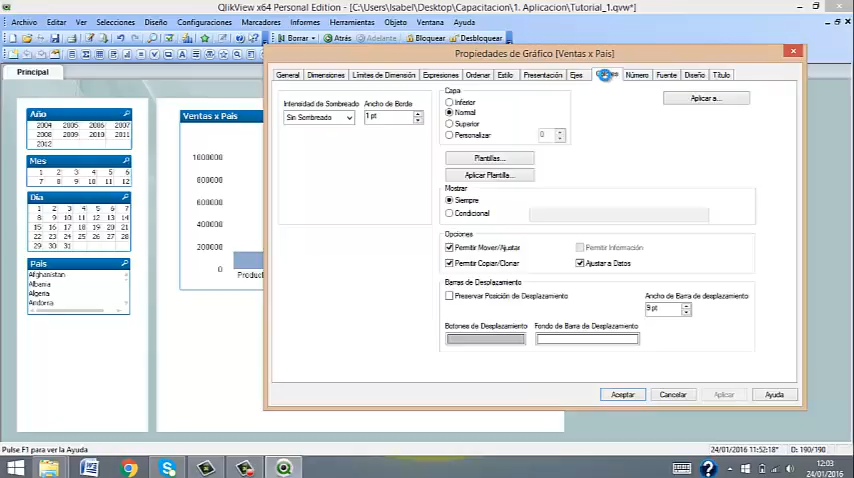 QlikView x64 Personal Edition - [C:\Users\Isabel\Desktop\Capacitacion\1. Aplicacion\Tutorial_1.qvw*]
Archivo Editar Ver Selecciones Diseño Configuraciones Marcadores Informes Herramientas Objeto Ventana Ayuda
Borrar Atrás Adelante Bloquear Desbloquear
Principal
Año
2004 2005 2006 2007
2008 2009 2010 2011
2012
Mes
1 2 3 4 5 6
7 8 9 10 11 12
Día
1 2 3 4 5 6 7
8 9 10 11 12 13 14
15 16 17 18 19 20 21
22 23 24 25 26 27 28
29 30 31
País
Afghanistan
Albania
Algeria
Andorra
Ventas x País
1000000
800000
600000
400000
200000
0
Product
Propiedades de Gráfico [Ventas x País]
General Dimensiones Límites de Dimensión Expresiones Ordenar Estilo Presentación Ejes Número Fuente Diseño Título
Intensidad de Sombreado Ancho de Borde
Sin Sombreado 1 pt
Capa
Inferior
Normal
Superior
Personalizar 0
Aplicar a...
Plantillas...
Aplicar Plantilla...
Mostrar
Siempre
Condicional
Opciones
Permitir Mover/Ajustar Permitir Información
Permitir Copiar/Clonar Ajustar a Datos
Barras de Desplazamiento
Preservar Posición de Desplazamiento Ancho de Barra de desplazamiento
9 pt
Botones de Desplazamiento Fondo de Barra de Desplazamiento
Aceptar Cancelar Aplicar Ayuda
Pulse F1 para ver la Ayuda 24/01/2016 11:52:18* D: 190/190
12:03
24/01/2016